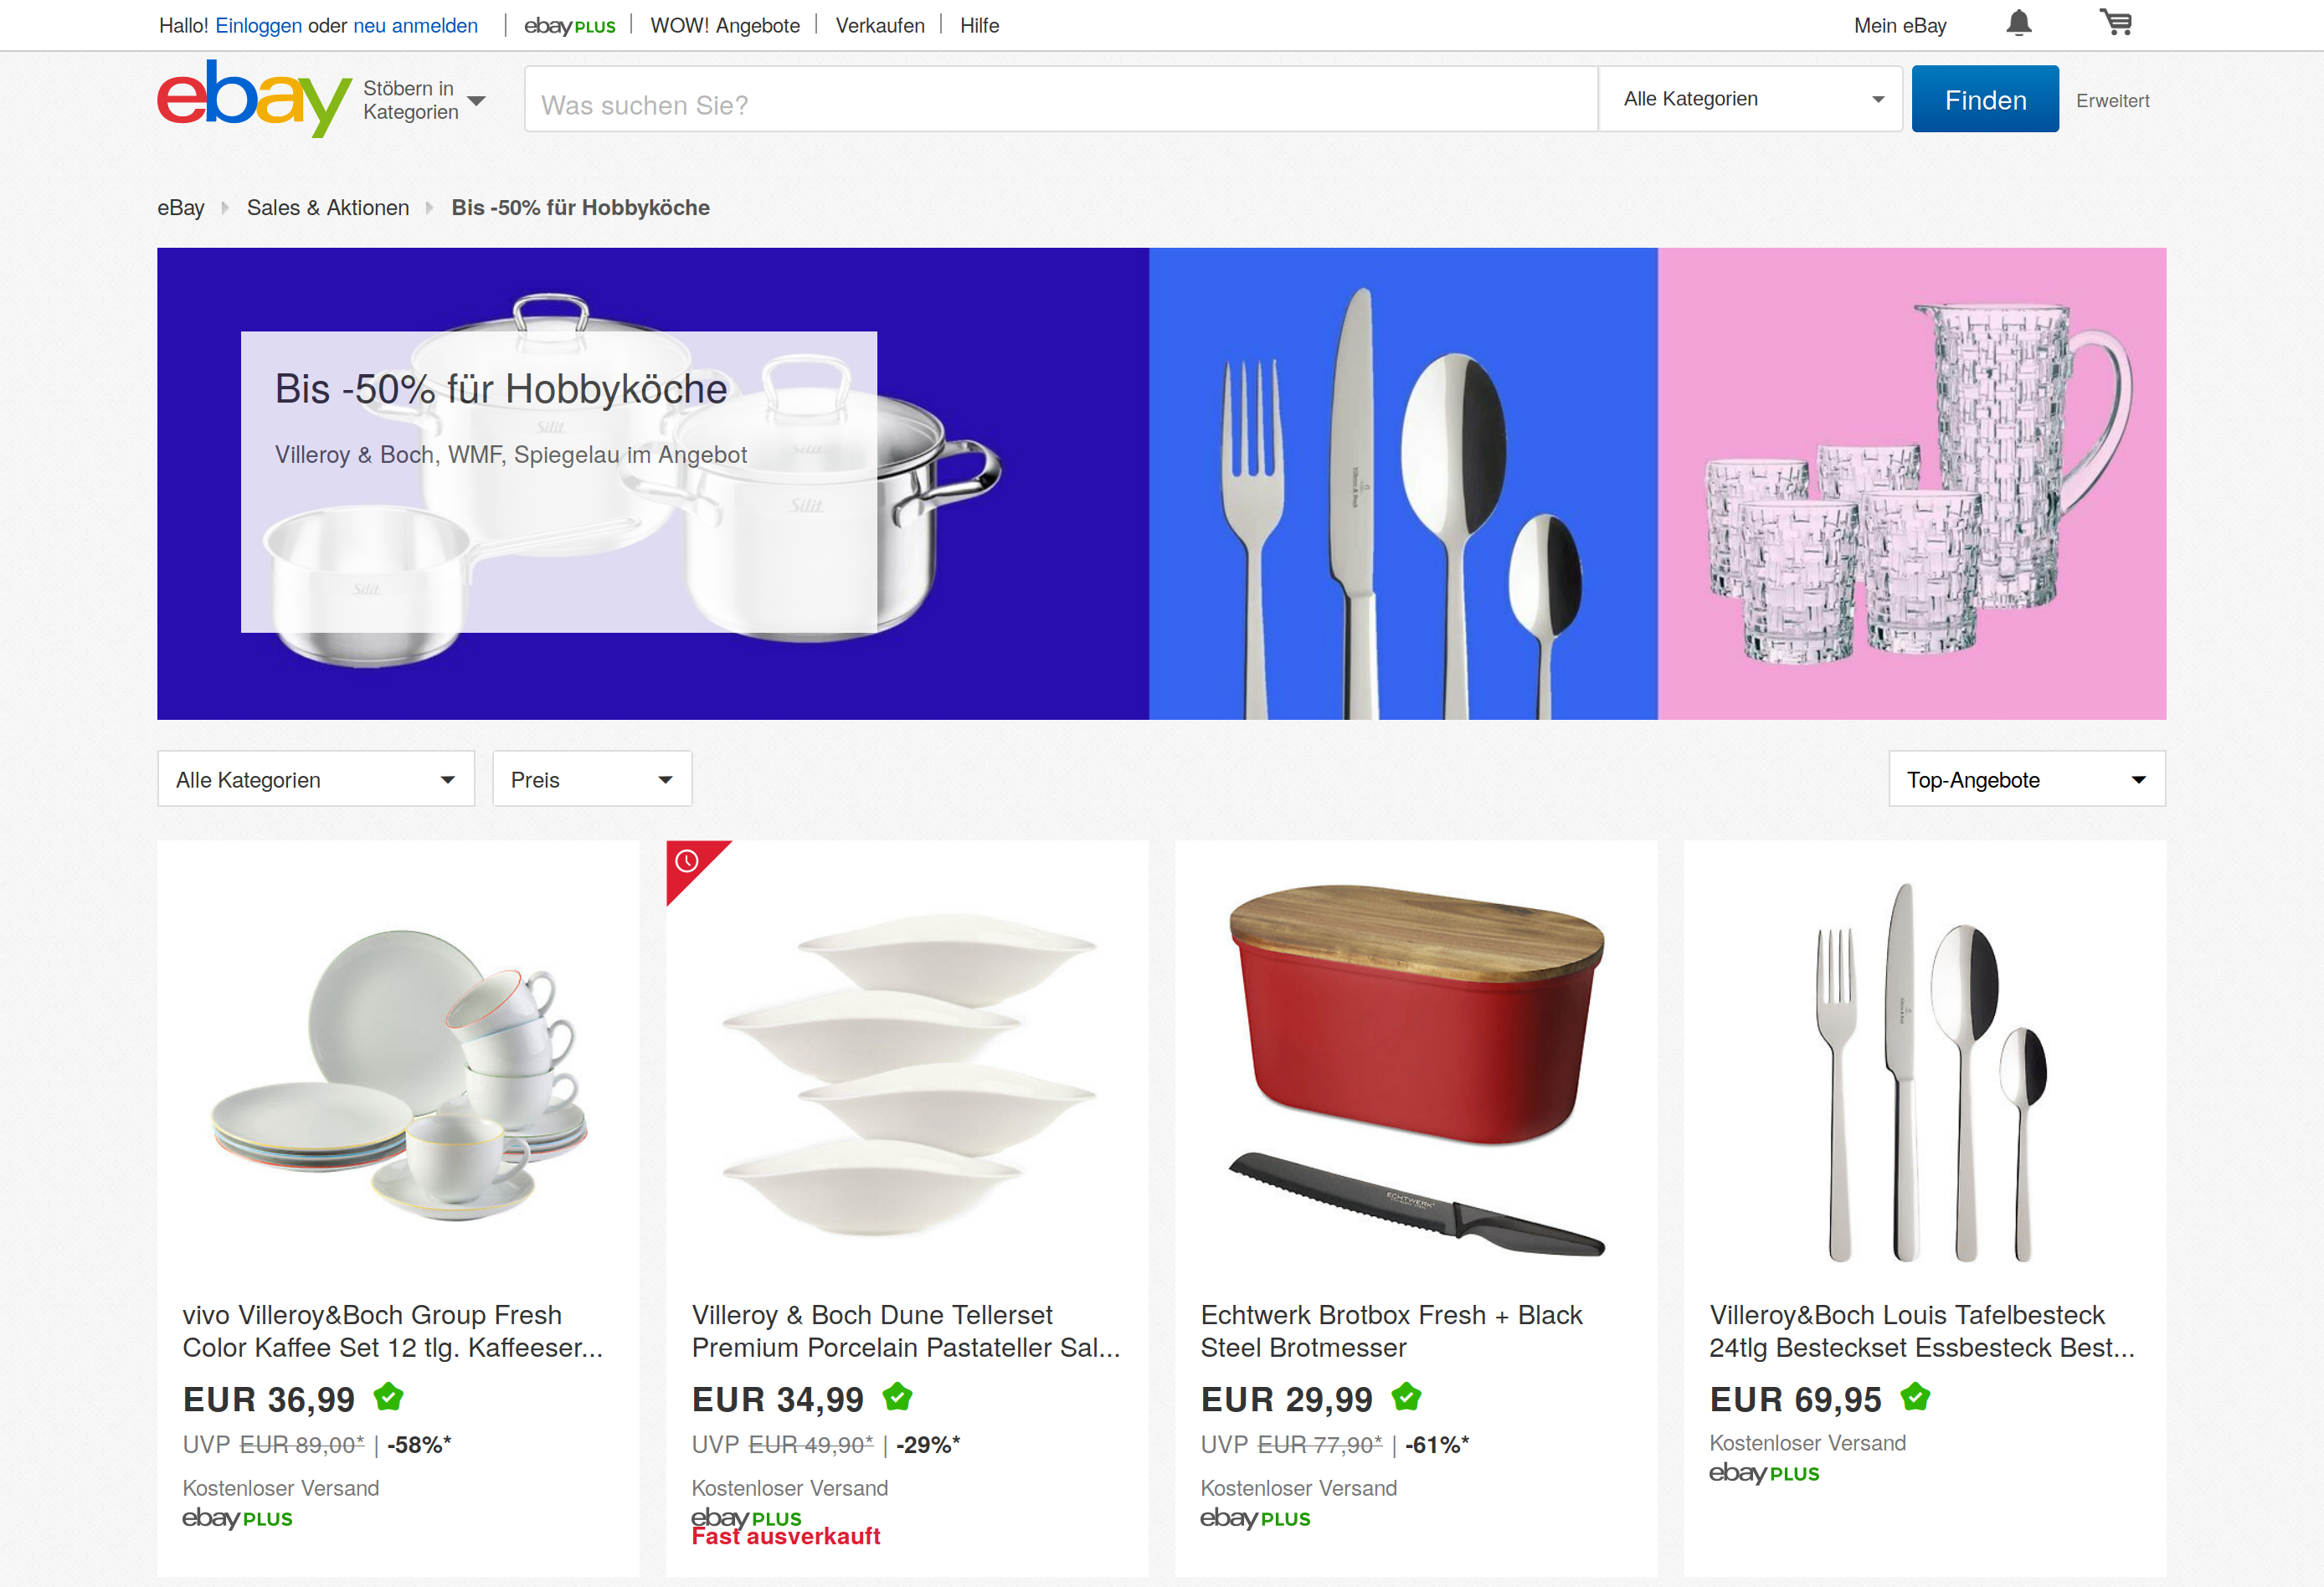 Hallo! Einloggen oder neu anmelden
ebay PLUS
WOW! Angebote
Verkaufen
Hilfe
Mein eBay
ebay
Stöbern in
Kategorien
Was suchen Sie?
Alle Kategorien
Finden
Erweitert
eBay
Sales & Aktionen
Bis -50% für Hobbyköche
Bis -50% für Hobbyköche
Villeroy & Boch, WMF, Spiegelau im Angebot
Silit
Silit
Silit
Silit
Alle Kategorien
Preis
Top-Angebote
ECHTWERK
vivo Villeroy&Boch Group Fresh
Color Kaffee Set 12 tlg. Kaffeeser...
EUR 36,99
UVP EUR 89,00* | -58%*
Kostenloser Versand
ebay PLUS
Villeroy & Boch Dune Tellerset
Premium Porcelain Pastateller Sal...
EUR 34,99
UVP EUR 49,90* | -29%*
Kostenloser Versand
ebay PLUS
Fast ausverkauft
Echtwerk Brotbox Fresh + Black
Steel Brotmesser
EUR 29,99
UVP EUR 77,90* | -61%*
Kostenloser Versand
ebay PLUS
Villeroy&Boch Louis Tafelbesteck
24tlg Besteckset Essbesteck Best...
EUR 69,95
Kostenloser Versand
ebay PLUS